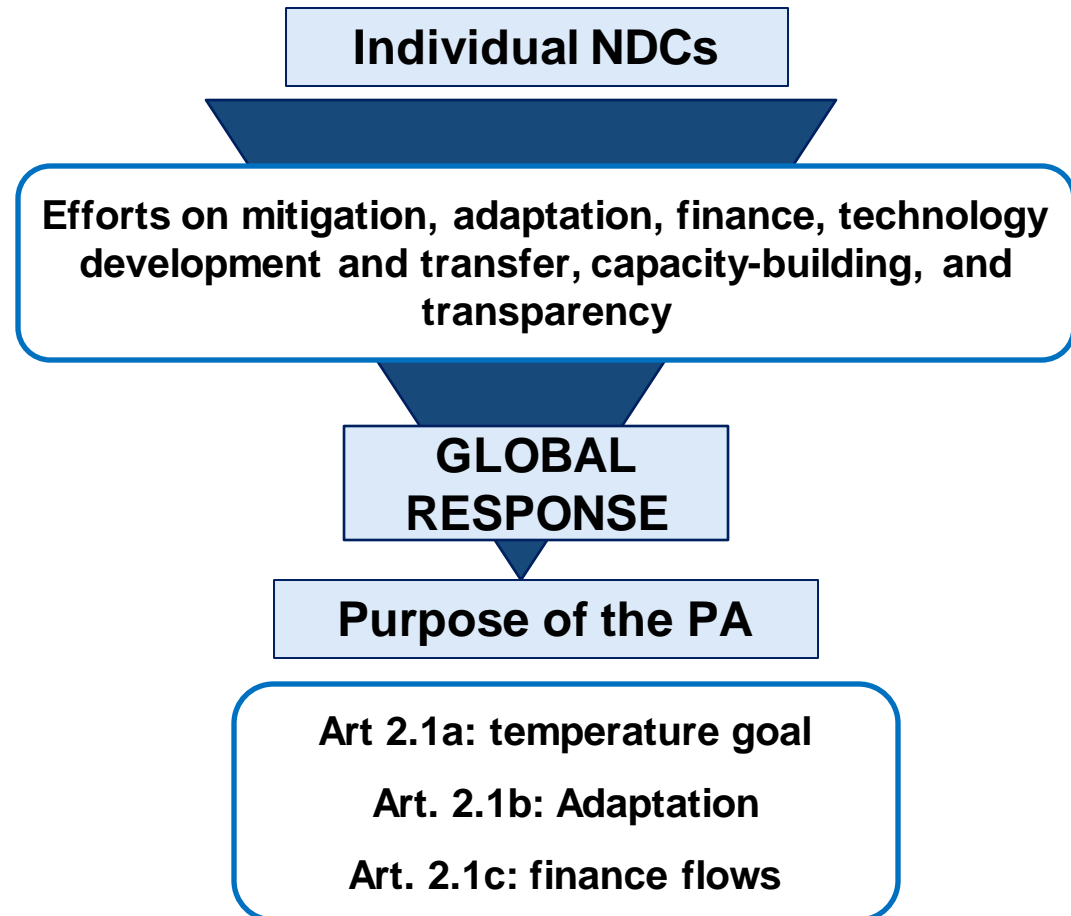 Individual NDCs
Efforts on mitigation, adaptation, finance, technology
development and transfer, capacity-building, and
transparency
GLOBAL
RESPONSE
Purpose of the PA
Art 2.1a: temperature goal
Art. 2.1b: Adaptation
Art. 2.1c: finance flows